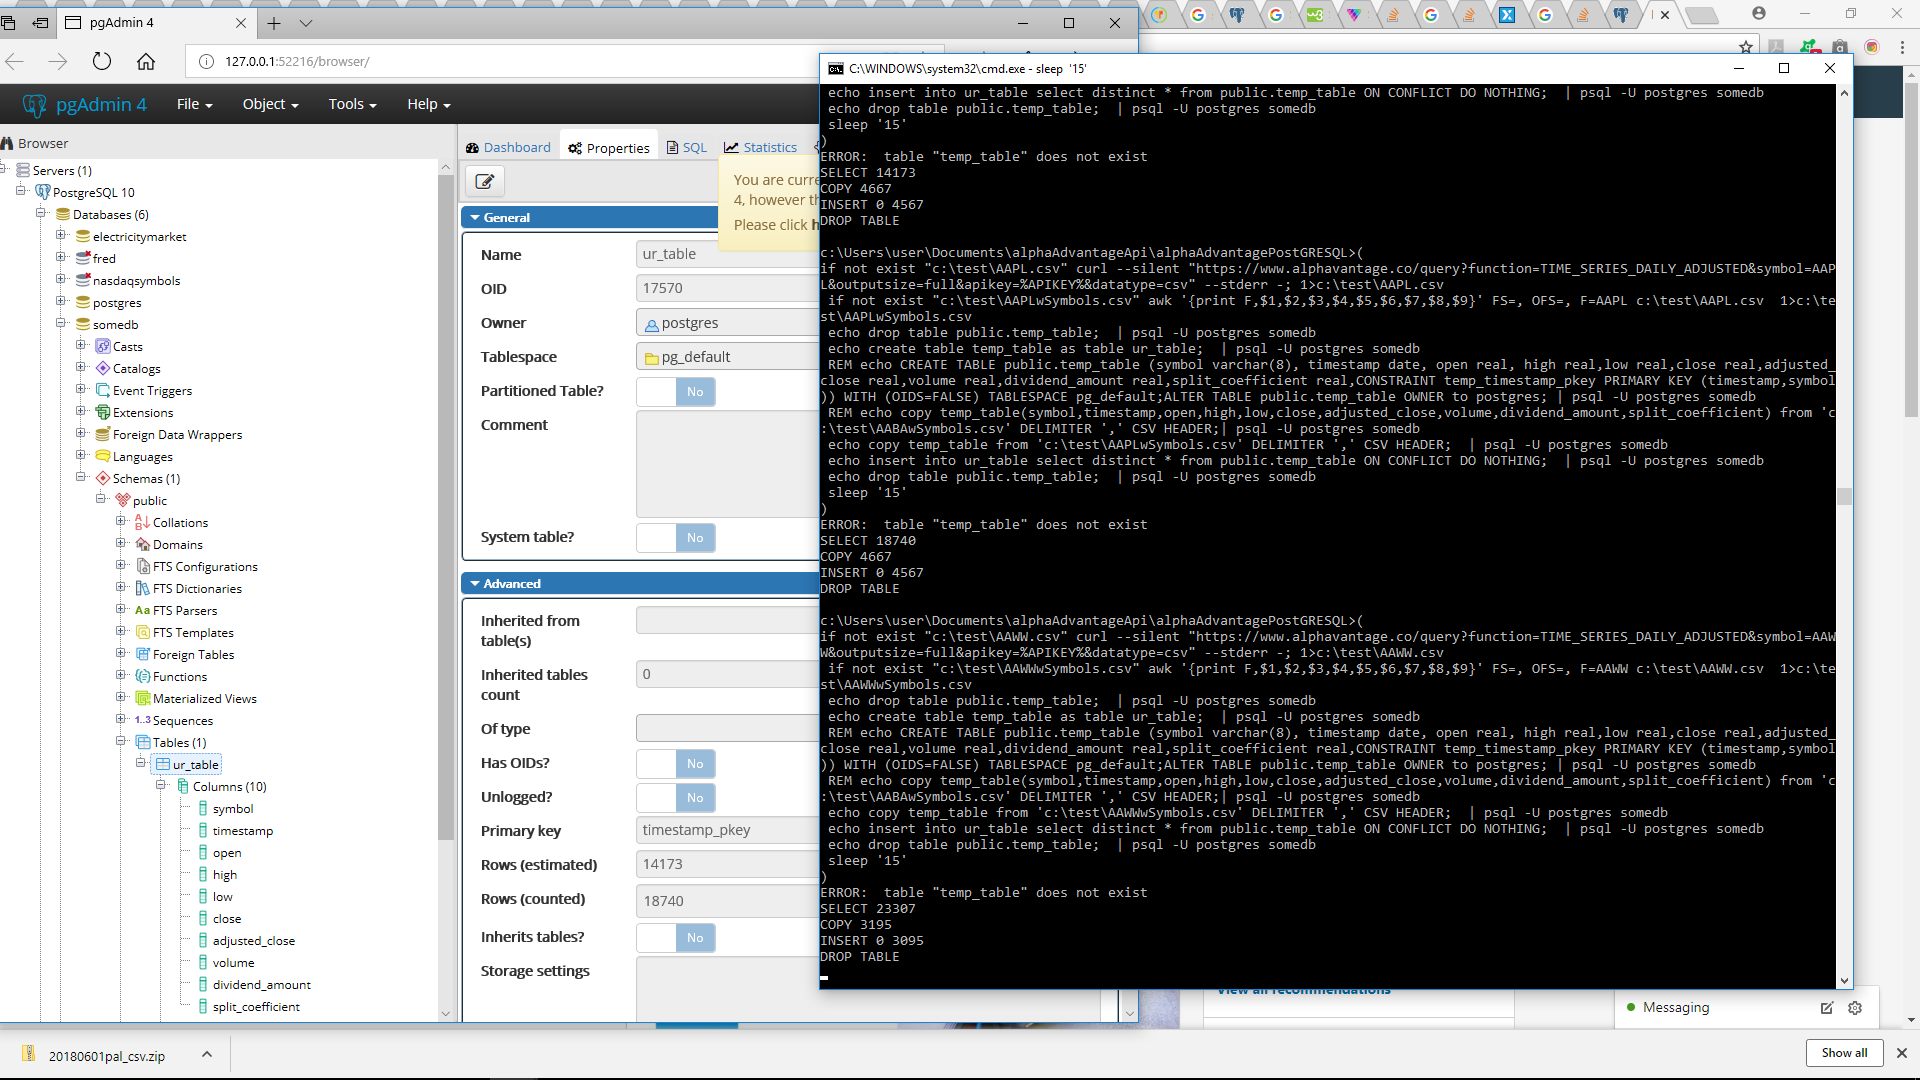 pgAdmin 4
127.0.0.1:52216/browser/
pgAdmin 4
File
Object
Tools
Help
Browser
Servers (1)
PostgreSQL 10
Databases (6)
electricitymarket
fred
nasdaqsymbols
postgres
somedb
Casts
Catalogs
Event Triggers
Extensions
Foreign Data Wrappers
Languages
Schemas (1)
public
Collations
Domains
FTS Configurations
FTS Dictionaries
Aa FTS Parsers
FTS Templates
Foreign Tables
Functions
Materialized Views
1..3 Sequences
Tables (1)
ur_table
Columns (10)
symbol
timestamp
open
high
low
close
adjusted_close
volume
dividend_amount
split_coefficient
Dashboard
Properties
SQL
Statistics
You are curre
4, however th
Please click h
General
Name
ur_table
OID
17570
Owner
postgres
Tablespace
pg_default
Partitioned Table?
No
Comment
System table?
No
Advanced
Inherited from
table(s)
Inherited tables
count
0
Of type
Has OIDs?
No
Unlogged?
No
Primary key
timestamp_pkey
Rows (estimated)
14173
Rows (counted)
18740
Inherits tables?
No
Storage settings
C:\WINDOWS\system32\cmd.exe - sleep '15'
echo insert into ur_table select distinct * from public.temp_table ON CONFLICT DO NOTHING;  | psql -U postgres somedb
echo drop table public.temp_table;  | psql -U postgres somedb
sleep '15'
)
ERROR:  table "temp_table" does not exist
SELECT 14173
COPY 4667
INSERT 0 4567
DROP TABLE
c:\Users\user\Documents\alphaAdvantageApi\alphaAdvantagePostGRESQL>(
if not exist "c:\test\AAPL.csv" curl --silent "https://www.alphavantage.co/query?function=TIME_SERIES_DAILY_ADJUSTED&symbol=AAP
L&outputsize=full&apikey=%APIKEY%&datatype=csv" --stderr -; 1>c:\test\AAPL.csv
if not exist "c:\test\AAPLwSymbols.csv" awk '{print F,$1,$2,$3,$4,$5,$6,$7,$8,$9}' FS=, OFS=, F=AAPL c:\test\AAPL.csv  1>c:\te
st\AAPLwSymbols.csv
echo drop table public.temp_table;  | psql -U postgres somedb
echo create table temp_table as table ur_table;  | psql -U postgres somedb
REM echo CREATE TABLE public.temp_table (symbol varchar(8), timestamp date, open real, high real,low real,close real,adjusted_
close real,volume real,dividend_amount real,split_coefficient real,CONSTRAINT temp_timestamp_pkey PRIMARY KEY (timestamp,symbol
)) WITH (OIDS=FALSE) TABLESPACE pg_default;ALTER TABLE public.temp_table OWNER to postgres; | psql -U postgres somedb
REM echo copy temp_table(symbol,timestamp,open,high,low,close,adjusted_close,volume,dividend_amount,split_coefficient) from 'c
:\test\AABAwSymbols.csv' DELIMITER ',' CSV HEADER;| psql -U postgres somedb
echo copy temp_table from 'c:\test\AAPLwSymbols.csv' DELIMITER ',' CSV HEADER;  | psql -U postgres somedb
echo insert into ur_table select distinct * from public.temp_table ON CONFLICT DO NOTHING;  | psql -U postgres somedb
echo drop table public.temp_table;  | psql -U postgres somedb
sleep '15'
)
ERROR:  table "temp_table" does not exist
SELECT 18740
COPY 4667
INSERT 0 4567
DROP TABLE
c:\Users\user\Documents\alphaAdvantageApi\alphaAdvantagePostGRESQL>(
if not exist "c:\test\AAWW.csv" curl --silent "https://www.alphavantage.co/query?function=TIME_SERIES_DAILY_ADJUSTED&symbol=AAW
W&outputsize=full&apikey=%APIKEY%&datatype=csv" --stderr -; 1>c:\test\AAWW.csv
if not exist "c:\test\AAWWwSymbols.csv" awk '{print F,$1,$2,$3,$4,$5,$6,$7,$8,$9}' FS=, OFS=, F=AAWW c:\test\AAWW.csv  1>c:\te
st\AAWWwSymbols.csv
echo drop table public.temp_table;  | psql -U postgres somedb
echo create table temp_table as table ur_table;  | psql -U postgres somedb
REM echo CREATE TABLE public.temp_table (symbol varchar(8), timestamp date, open real, high real,low real,close real,adjusted_
close real,volume real,dividend_amount real,split_coefficient real,CONSTRAINT temp_timestamp_pkey PRIMARY KEY (timestamp,symbol
)) WITH (OIDS=FALSE) TABLESPACE pg_default;ALTER TABLE public.temp_table OWNER to postgres; | psql -U postgres somedb
REM echo copy temp_table(symbol,timestamp,open,high,low,close,adjusted_close,volume,dividend_amount,split_coefficient) from 'c
:\test\AABAwSymbols.csv' DELIMITER ',' CSV HEADER;| psql -U postgres somedb
echo copy temp_table from 'c:\test\AAWWwSymbols.csv' DELIMITER ',' CSV HEADER;  | psql -U postgres somedb
echo insert into ur_table select distinct * from public.temp_table ON CONFLICT DO NOTHING;  | psql -U postgres somedb
echo drop table public.temp_table;  | psql -U postgres somedb
sleep '15'
)
ERROR:  table "temp_table" does not exist
SELECT 23307
COPY 3195
INSERT 0 3095
DROP TABLE
View all recommendations
Messaging
20180601pal_csv.zip
Show all